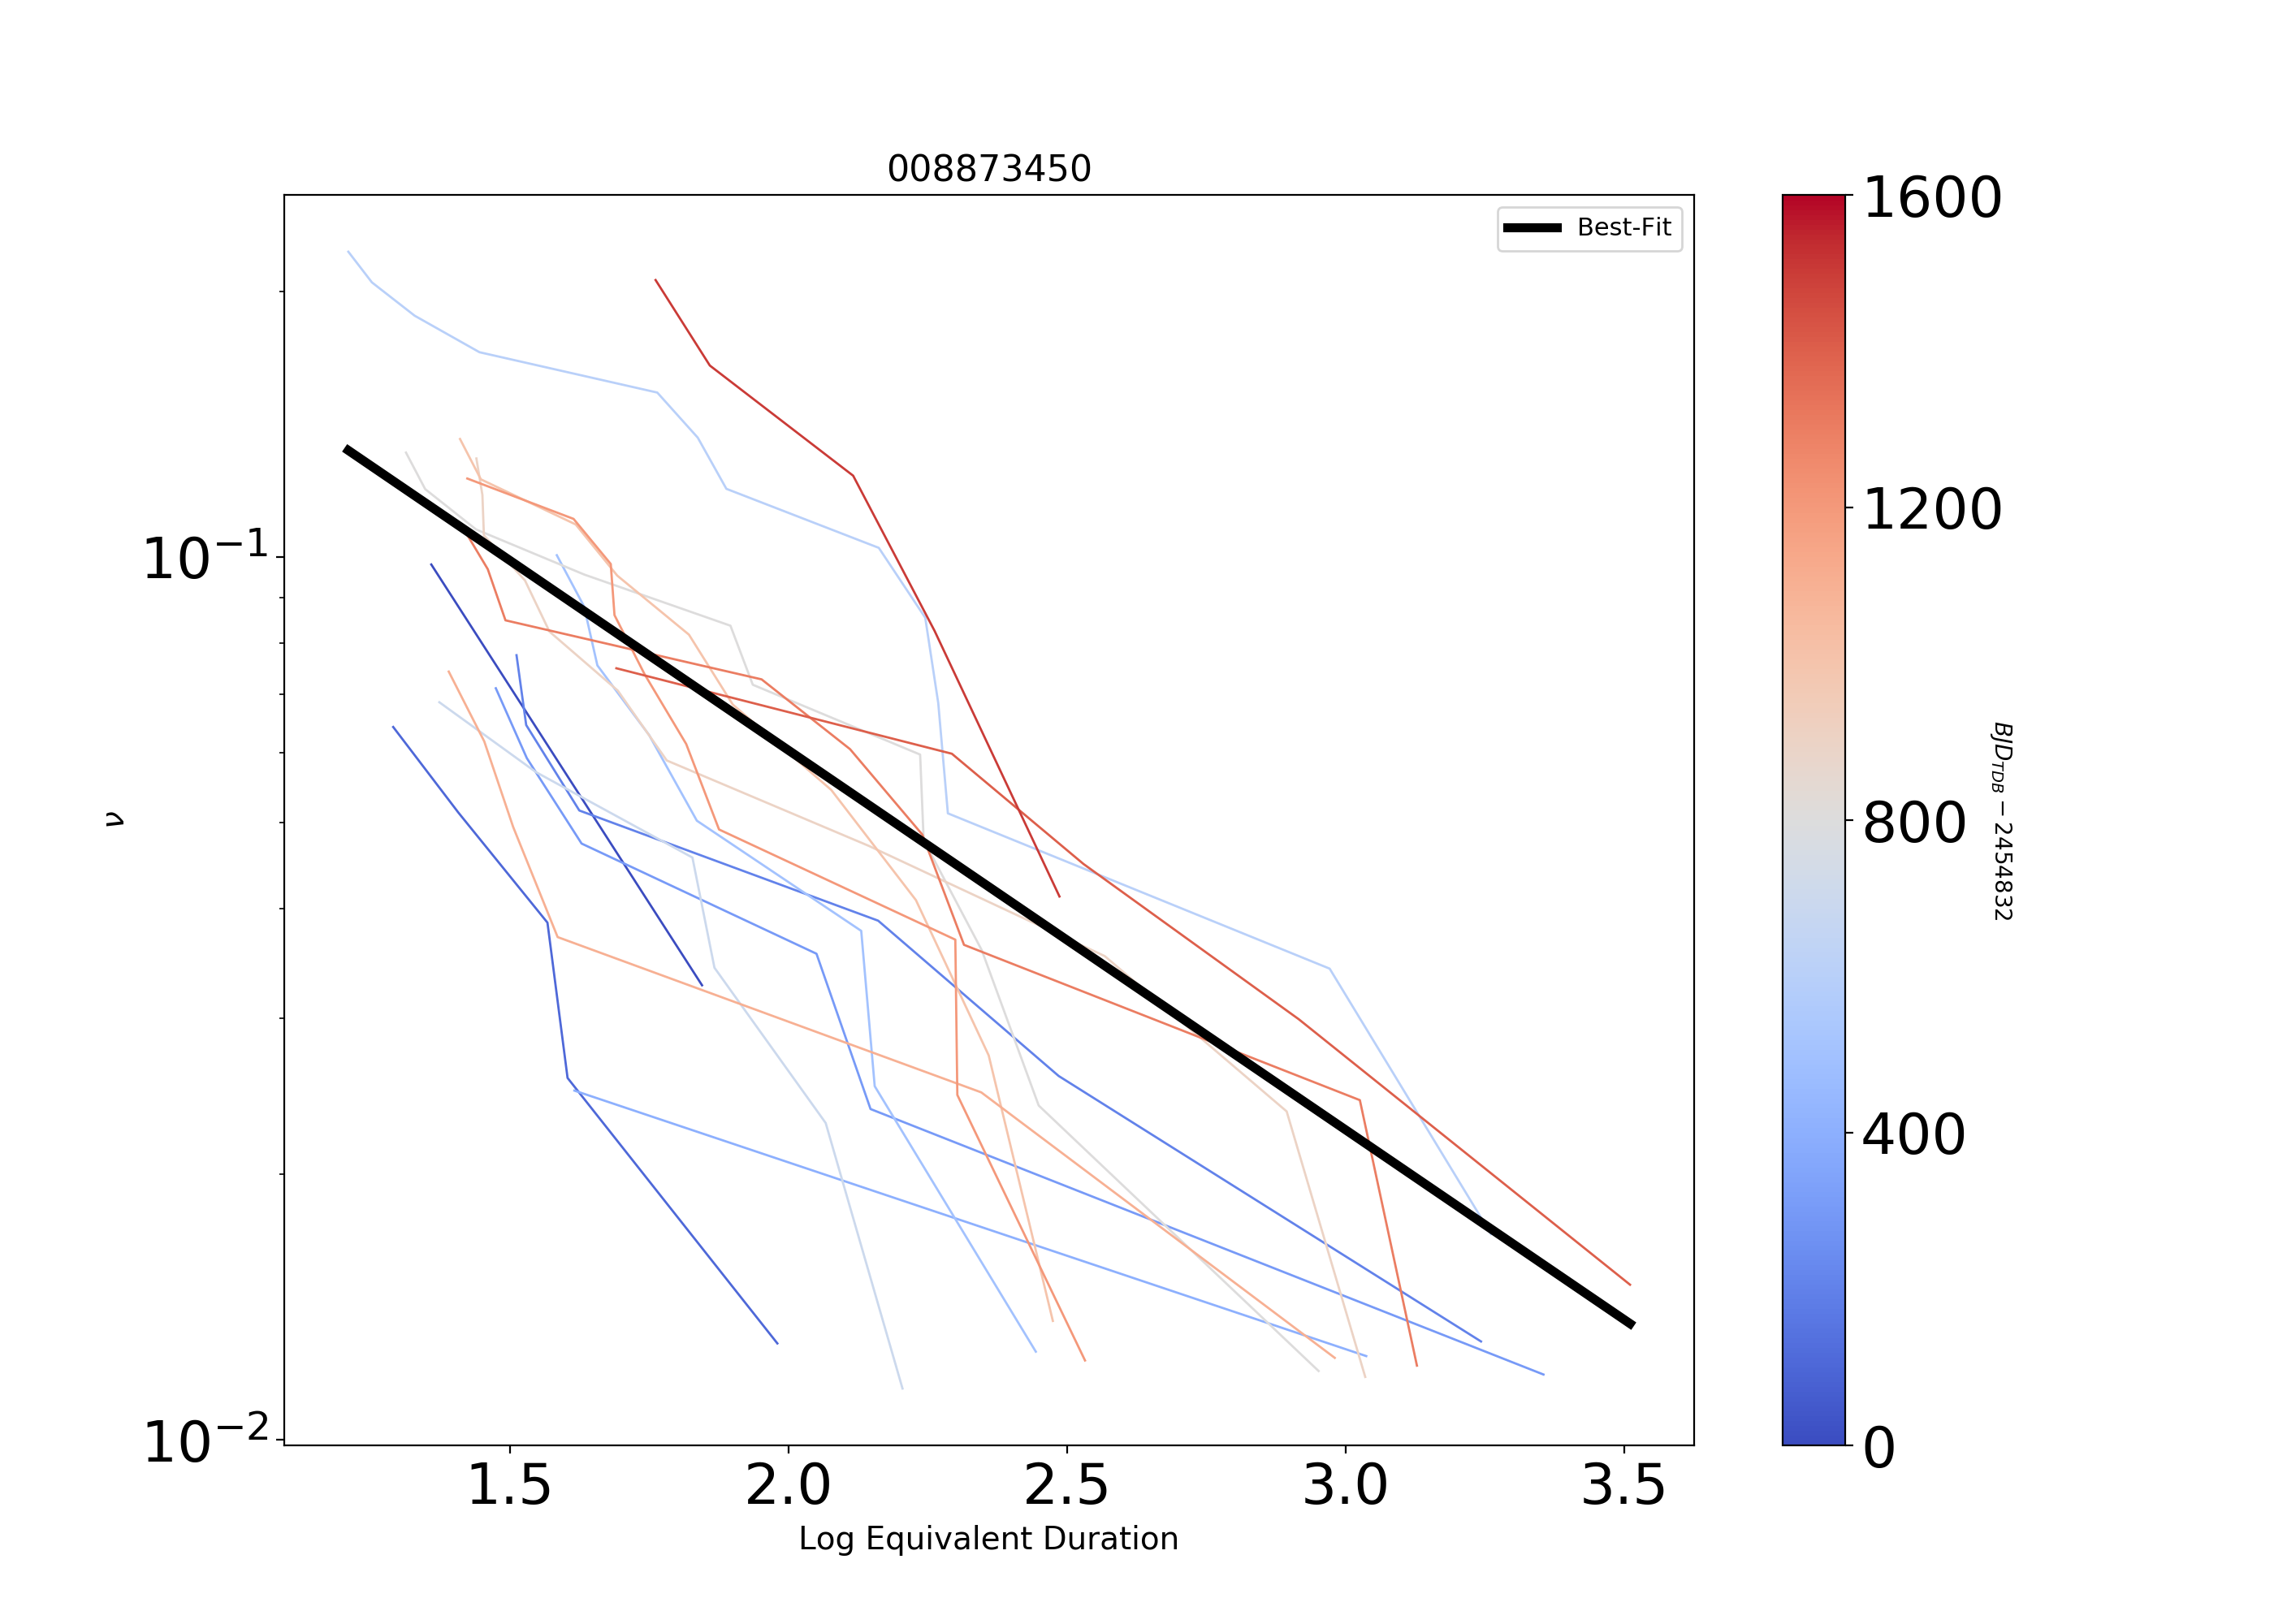 008873450
Best-Fit
10⁻¹
10⁻²
ν
1.5 2.0 2.5 3.0 3.5
Log Equivalent Duration
1600
1200
800
400
0
BJD_TDB − 2454832